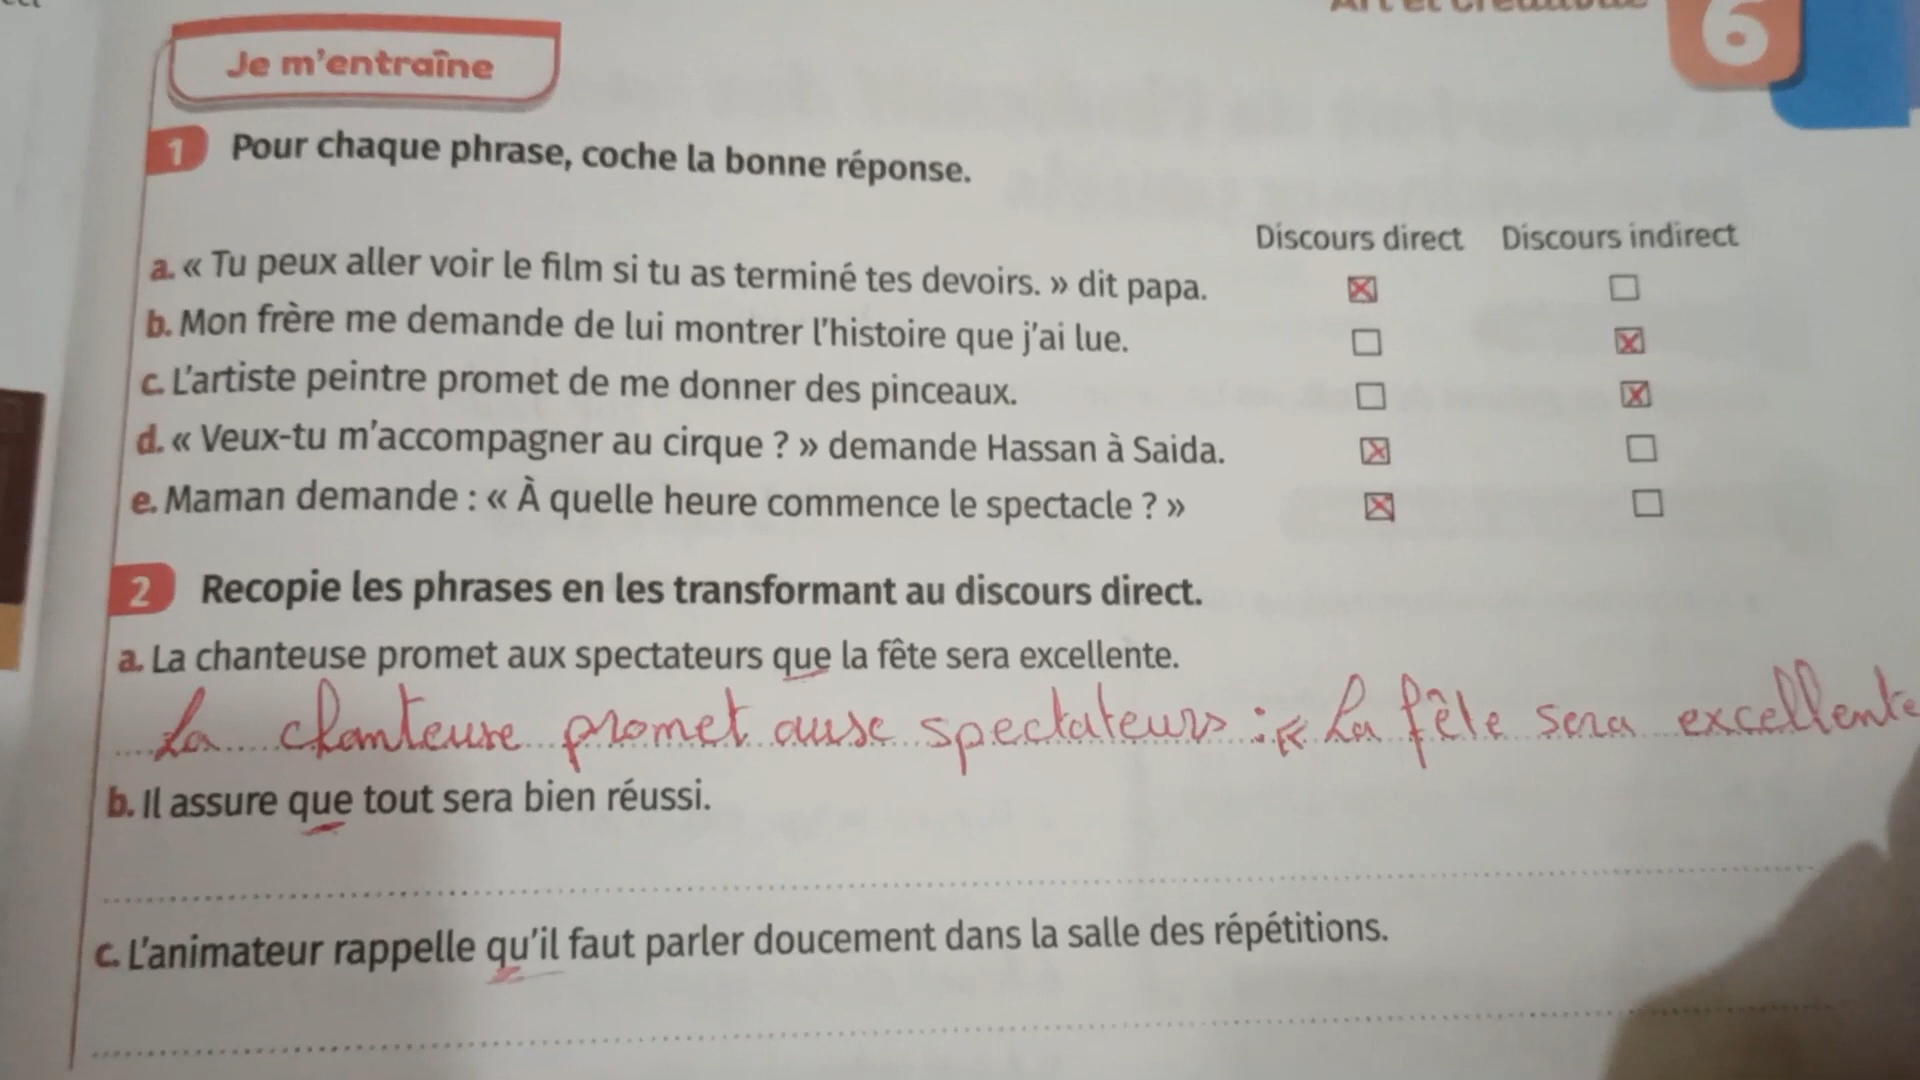 Art et Créativité
6
Je m'entraîne
1 Pour chaque phrase, coche la bonne réponse.
Discours direct Discours indirect
a. « Tu peux aller voir le film si tu as terminé tes devoirs. » dit papa.
b. Mon frère me demande de lui montrer l'histoire que j'ai lue.
c. L'artiste peintre promet de me donner des pinceaux.
d. « Veux-tu m'accompagner au cirque ? » demande Hassan à Saida.
e. Maman demande : « À quelle heure commence le spectacle ? »
2 Recopie les phrases en les transformant au discours direct.
a. La chanteuse promet aux spectateurs que la fête sera excellente.
La chanteuse promet ausc spectateurs : « La fête sera excellente
b. Il assure que tout sera bien réussi.
c. L'animateur rappelle qu'il faut parler doucement dans la salle des répétitions.